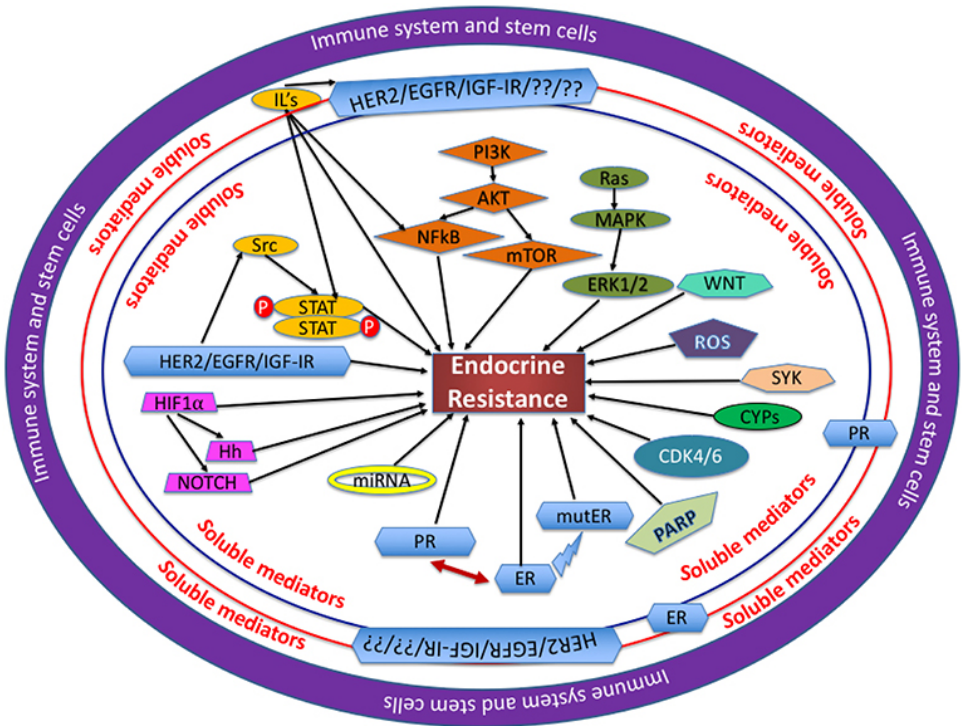 Immune system and stem cells
HER2/EGFR/IGF-IR/??/??
IL's
Soluble mediators
Soluble mediators
Soluble mediators
Soluble mediators
Immune system and stem cells
Immune system and stem cells
PI3K
AKT
NFkB
mTOR
Ras
MAPK
ERK1/2
WNT
ROS
SYK
CYPs
CDK4/6
PARP
Src
P
STAT
STAT
P
HER2/EGFR/IGF-IR
Endocrine
Resistance
HIF1α
Hh
NOTCH
miRNA
PR
PR
mutER
ER
ER
Soluble mediators
Soluble mediators
Soluble mediators
Soluble mediators
HER2/EGFR/IGF-IR/??/??
Immune system and stem cells